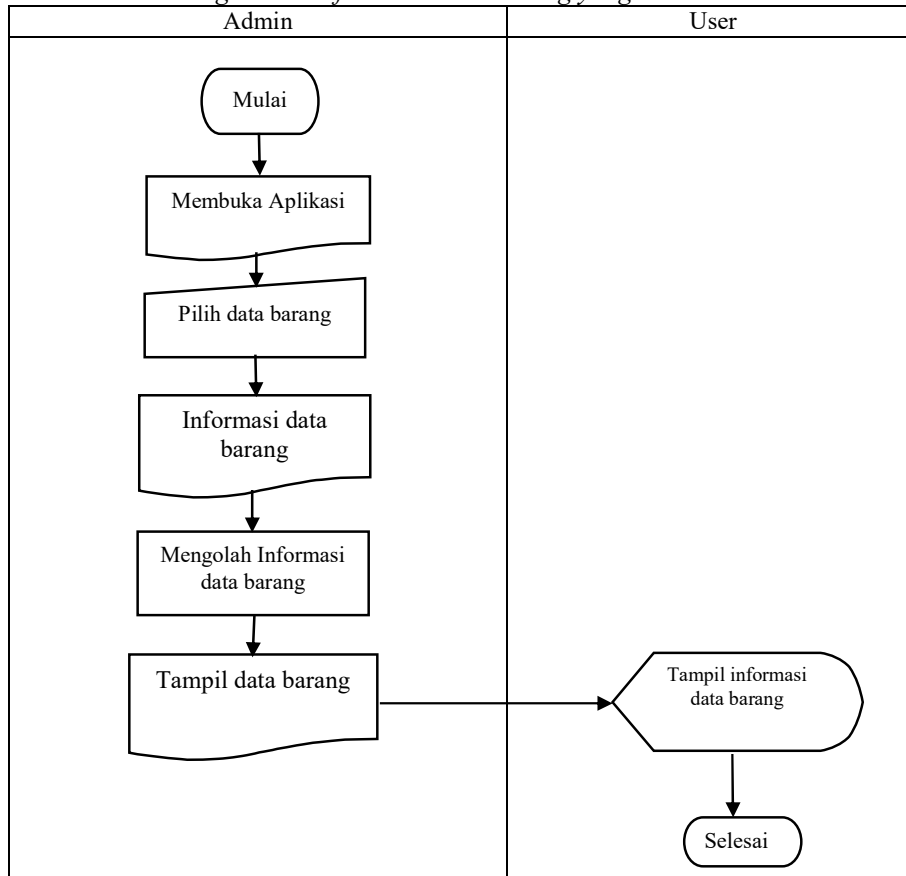 Admin
User
Mulai
Membuka Aplikasi
Pilih data barang
Informasi data
barang
Mengolah Informasi
data barang
Tampil data barang
Tampil informasi
data barang
Selesai